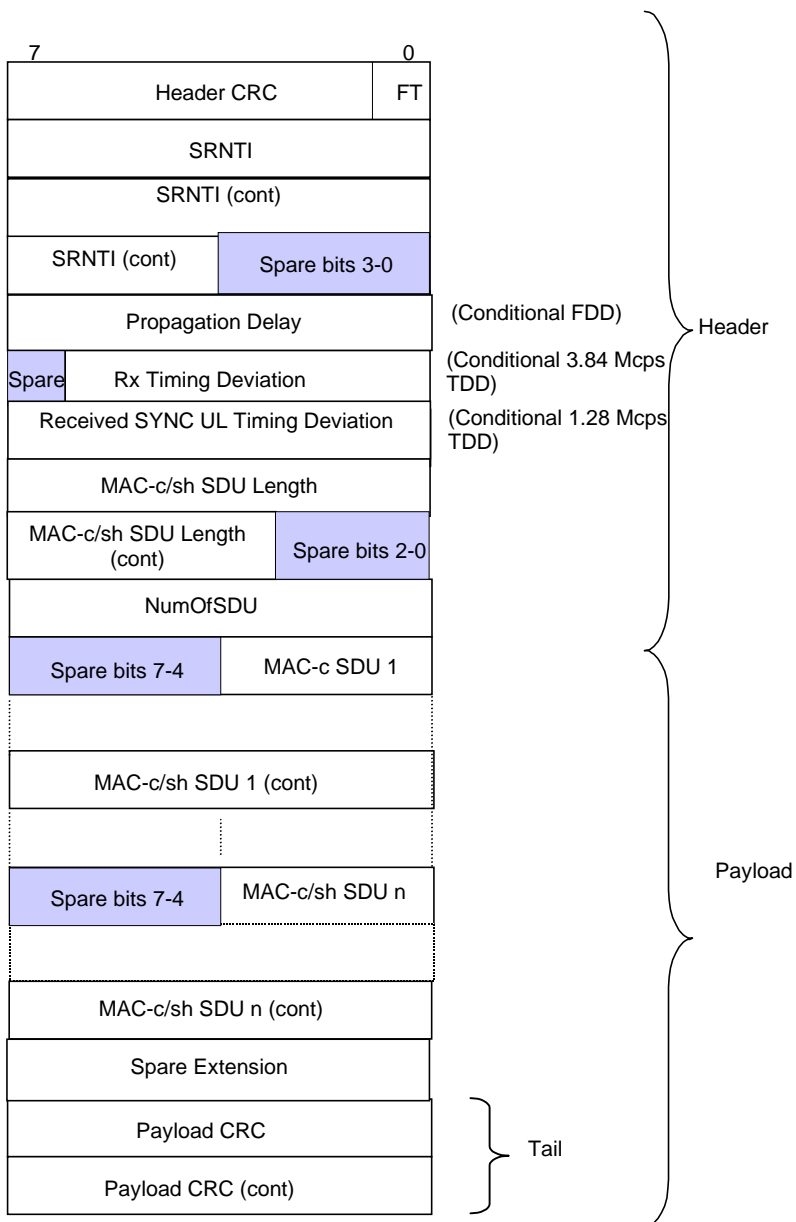 7 0
Header CRC FT
SRNTI
SRNTI (cont)
SRNTI (cont) Spare bits 3-0
Propagation Delay (Conditional FDD)
Header
Spare Rx Timing Deviation (Conditional 3.84 Mcps
TDD)
Received SYNC UL Timing Deviation (Conditional 1.28 Mcps
TDD)
MAC-c/sh SDU Length
MAC-c/sh SDU Length
(cont)
Spare bits 2-0
NumOfSDU
Spare bits 7-4 MAC-c SDU 1
MAC-c/sh SDU 1 (cont)
Payload
Spare bits 7-4 MAC-c/sh SDU n
MAC-c/sh SDU n (cont)
Spare Extension
Payload CRC
Tail
Payload CRC (cont)